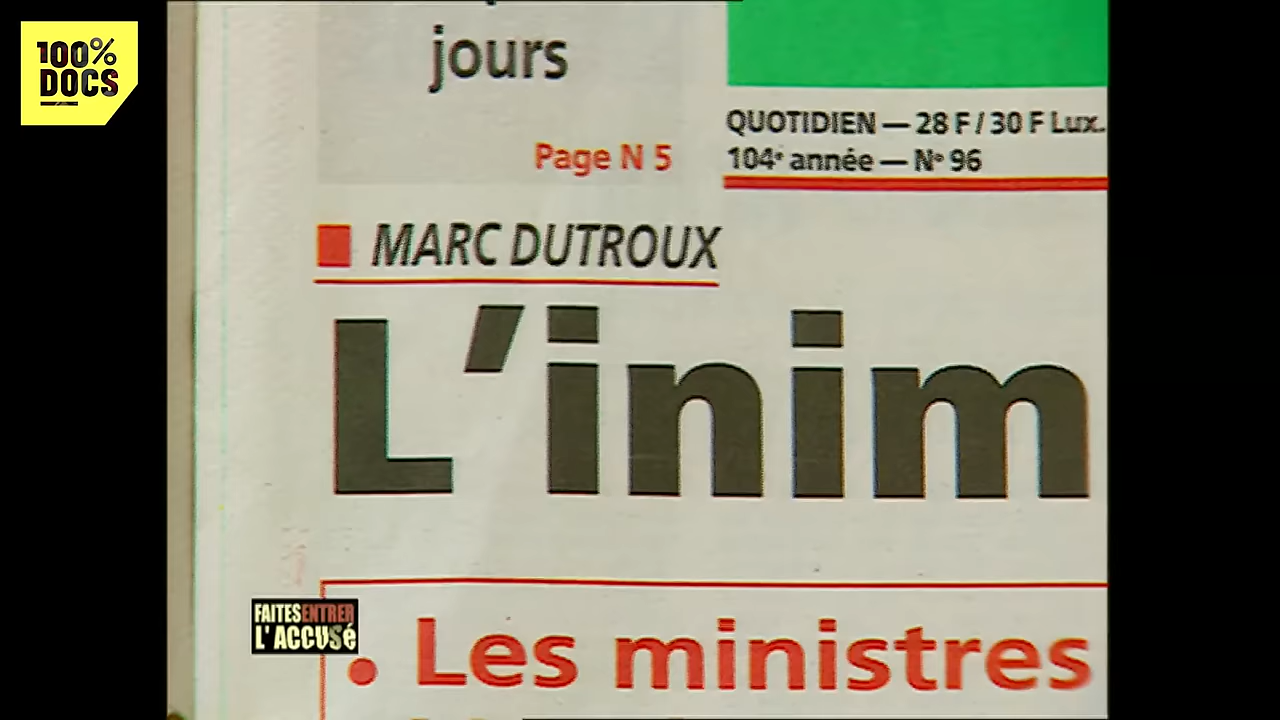 100%
DOCS
jours
Page N 5
QUOTIDIEN — 28 F / 30 F Lux.
104e année — No 96
MARC DUTROUX
L'inim
FAITES ENTRER
L'ACCUSé
• Les ministres